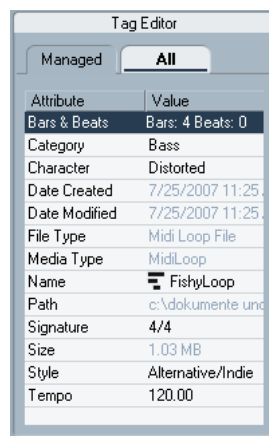 Tag Editor
Managed All
Attribute Value
Bars & Beats Bars: 4 Beats: 0
Category Bass
Character Distorted
Date Created 7/25/2007 11:25
Date Modified 7/25/2007 11:25
File Type Midi Loop File
Media Type MidiLoop
Name FishyLoop
Path c:\dokumente und
Signature 4/4
Size 1.03 MB
Style Alternative/Indie
Tempo 120.00